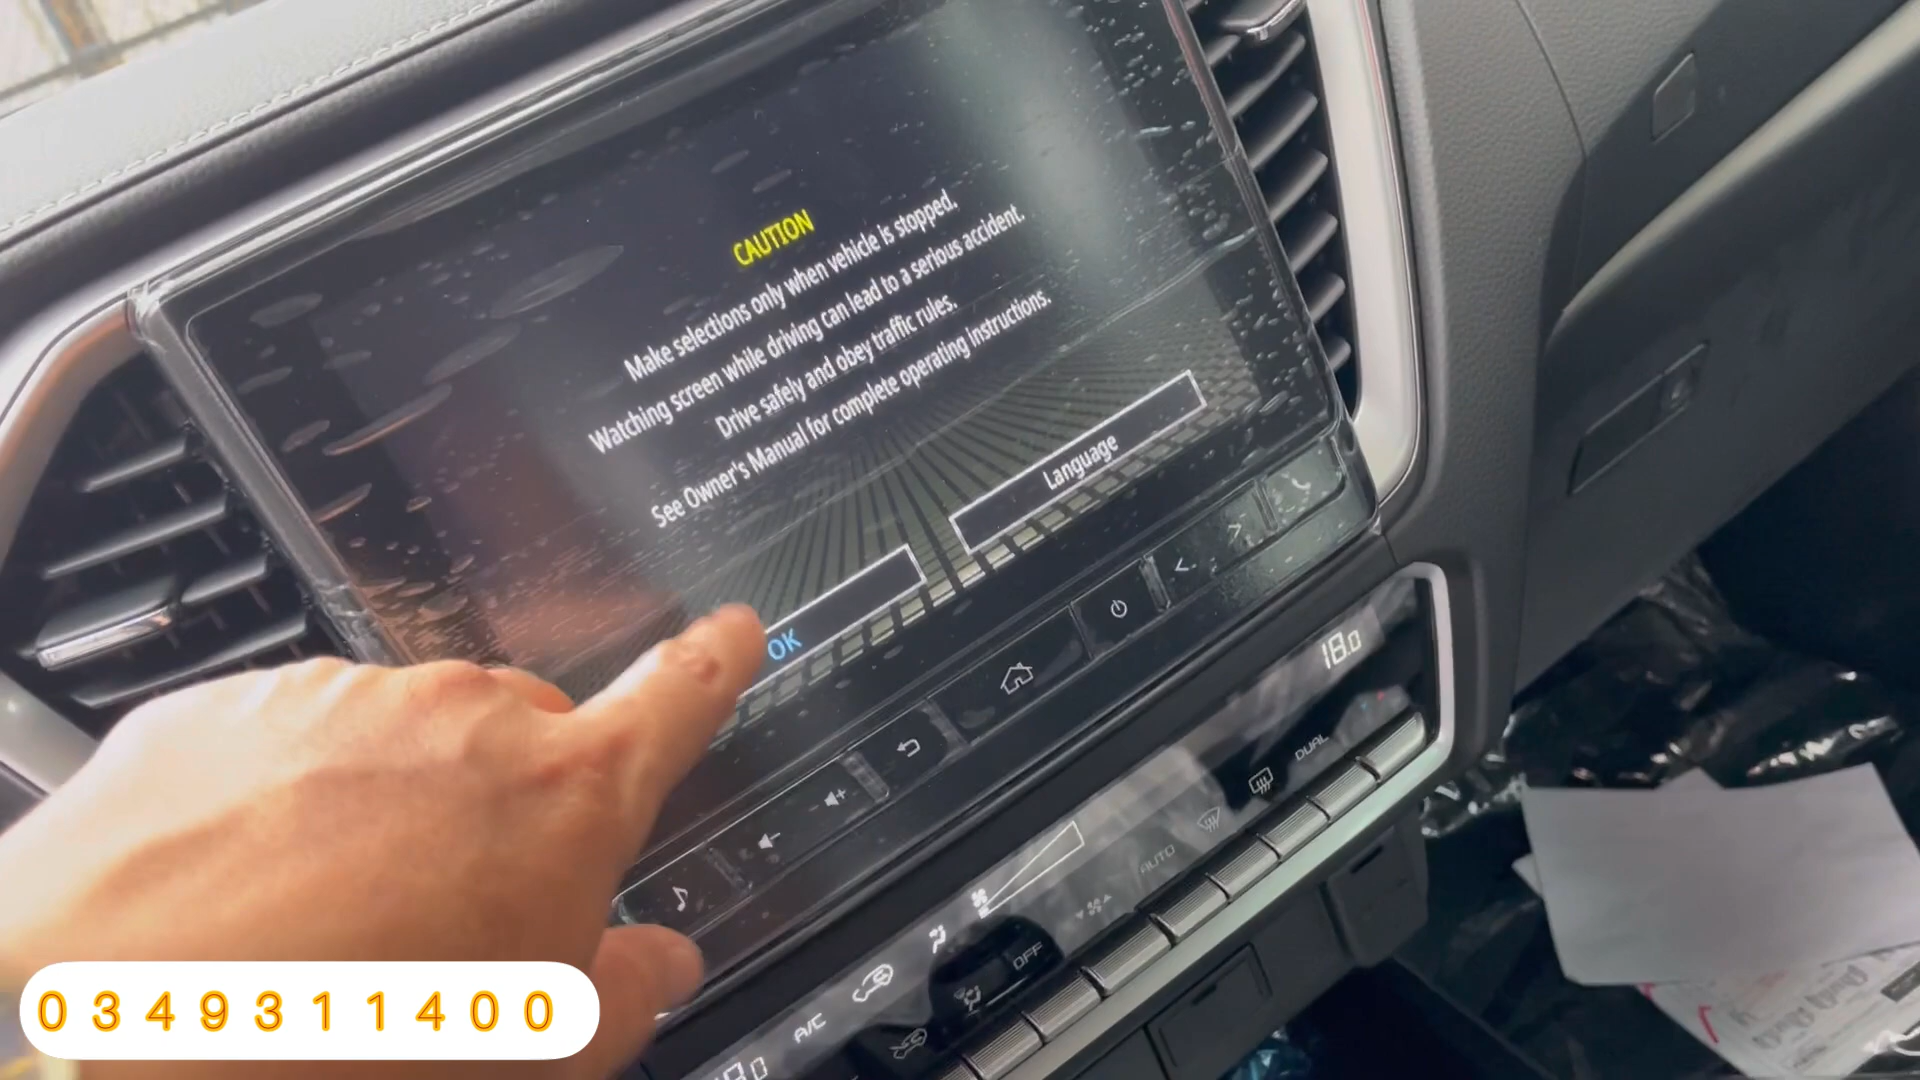 CAUTION
Make selections only when vehicle is stopped.
Watching screen while driving can lead to a serious accident.
Drive safely and obey traffic rules.
See Owner's Manual for complete operating instructions.
OK
Language
18.0
DUAL
AUTO
OFF
A/C
18.0
0349311400